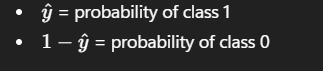 • ŷ = probability of class 1
• 1 − ŷ = probability of class 0